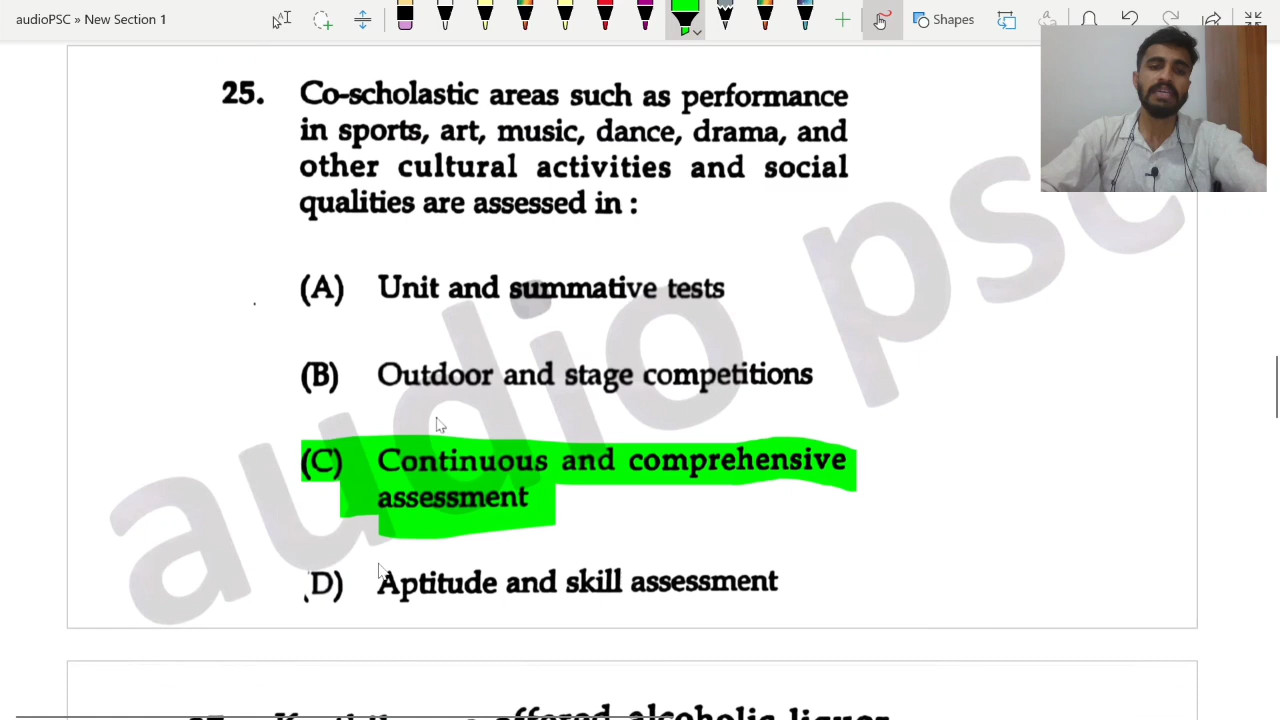 audioPSC » New Section 1
Shapes
25. Co-scholastic areas such as performance
in sports, art, music, dance, drama, and
other cultural activities and social
qualities are assessed in :
(A) Unit and summative tests
(B) Outdoor and stage competitions
(C) Continuous and comprehensive
assessment
D) Aptitude and skill assessment
offered alcoholic liquor
audio psc